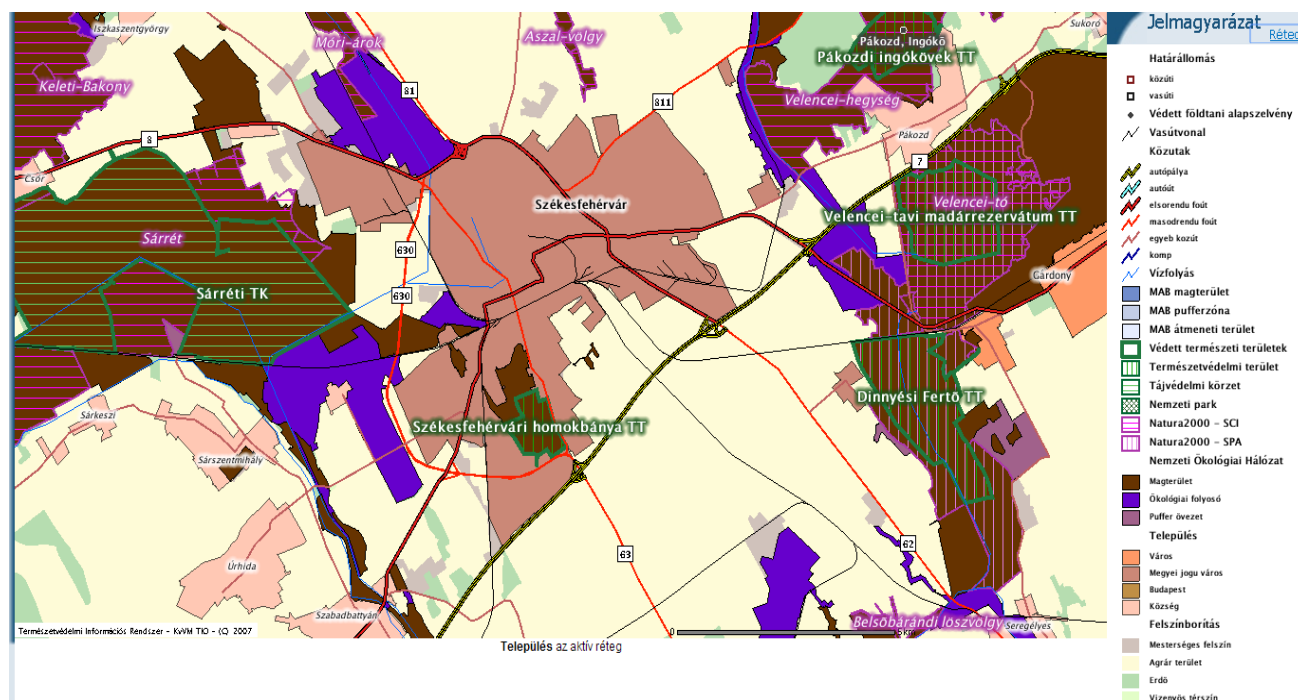 Iszkaszentgyörgy
Móri-árok
Aszal-völgy
Sukoró
Pákozd, Ingókő
Pákozdi ingókövek TT
Keleti-Bakony
81
811
Velencei-hegység
8
Pákozd
7
Csór
Székesfehérvár
Velencei-tó
Velencei-tavi madárrezervátum TT
Sárrét
630
Gárdony
Sárréti TK
630
Dinnyési Fertő TT
Sárkeszi
Székesfehérvári homokbánya TT
Sárszentmihály
62
63
Úrhida
Szabadbattyán
Belsőbárándi löszvölgy
Seregélyes
Természetvédelmi Információs Rendszer - KvVM TIO - (C) 2007
0
5km
Település az aktív réteg
Jelmagyarázat
Határállomás
közúti
vasúti
Védett földtani alapszelvény
Vasútvonal
Közutak
autópálya
autóút
elsorendu foút
masodrendu foút
egyeb kozút
komp
Vízfolyás
MAB magterület
MAB pufferzóna
MAB átmeneti terület
Védett természeti területek
Természetvédelmi terület
Tájvédelmi körzet
Nemzeti park
Natura2000 - SCI
Natura2000 - SPA
Nemzeti Ökológiai Hálózat
Magterület
Ökológiai folyosó
Puffer övezet
Település
Város
Megyei jogu város
Budapest
Község
Felszínborítás
Mesterséges felszín
Agrár terület
Erdő
Vizenyős térszín